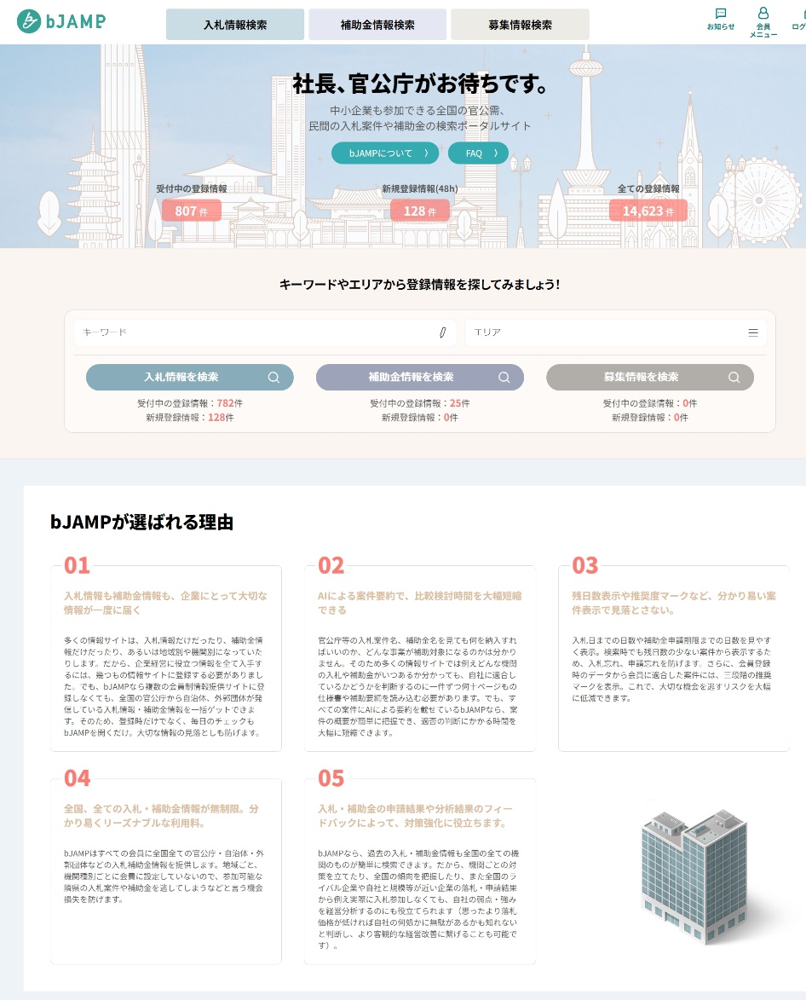 bJAMP
入札情報検索
補助金情報検索
募集情報検索
お知らせ
会員
メニュー
ログ
社長、官公庁がお待ちです。
中小企業も参加できる全国の官公需、
民間の入札案件や補助金の検索ポータルサイト
bJAMPについて 〉
FAQ 〉
受付中の登録情報
807 件
新規登録情報(48h)
128 件
全ての登録情報
14,623 件
キーワードやエリアから登録情報を探してみましょう!
キーワード
エリア
入札情報を検索
補助金情報を検索
募集情報を検索
受付中の登録情報：782件
新規登録情報：128件
受付中の登録情報：25件
新規登録情報：0件
受付中の登録情報：0件
新規登録情報：0件
bJAMPが選ばれる理由
01
入札情報も補助金情報も、企業にとって大切な
情報が一度に届く
多くの情報サイトは、入札情報だけだったり、補助金情
報だけだったり、あるいは地域別や機関別になっていた
りします。だから、企業経営に役立つ情報を全て入手す
るには、幾つもの情報サイトに登録する必要がありまし
た。でも、bJAMPなら複数の会員制情報提供サイトに登
録しなくても、全国の官公庁から自治体、外郭団体が発
信している入札情報・補助金情報を一括ゲットできま
す。そのため、登録時だけでなく、毎日のチェックも
bJAMPを開くだけ。大切な情報の見落としも防げます。
02
AIによる案件要約で、比較検討時間を大幅短縮
できる
官公庁等の入札案件名、補助金名を見ても何を納入すれ
ばいいのか、どんな事業が補助対象になるのかは分かり
ません。そのため多くの情報サイトでは例えどんな機関
の入札や補助金がいつあるか分かっても、自社に適合し
ているかどうかを判断するのに一件ずつ何十ページもの
仕様書や補助要綱を読み込む必要があります。でも、す
べての案件にAIによる要約を載せているbJAMPなら、案
件の概要が簡単に把握でき、適否の判断にかかる時間を
大幅に短縮できます。
03
残日数表示や推奨度マークなど、分かり易い案
件表示で見落とさない。
入札日までの日数や補助金申請期限までの日数を見やす
く表示。検索時でも残日数の少ない案件から表示するた
め、入札忘れ、申請忘れを防げます。さらに、会員登録
時のデータから会員に適合した案件には、三段階の推奨
マークを表示。これで、大切な機会を逃すリスクを大幅
に低減できます。
04
全国、全ての入札・補助金情報が無制限。分
かり易くリーズナブルな利用料。
bJAMPはすべての会員に全国全ての官公庁・自治体・外
郭団体などの入札補助金情報を提供します。地域ごと、
機関種別ごとに会費に設定していないので、参加可能な
隣県の入札案件や補助金を逃してしまうなどと言う機会
損失を防げます。
05
入札・補助金の申請結果や分析結果のフィー
ドバックによって、対策強化に役立ちます。
bJAMPなら、過去の入札・補助金情報も全国の全ての機
関のものが簡単に検索できます。だから、機関ごとの対
策を立てたり、全国の傾向を把握したり、また全国のラ
イバル企業や自社と規模等が近い企業の落札・申請結果
から例え実際に入札参加しなくても、自社の弱点・強み
を経営分析するのにも役立てられます（思ったより落札
価格が低ければ自社の何処かに無駄があるかも知れない
と判断し、より客観的な経営改善に繋げることも可能で
す）。